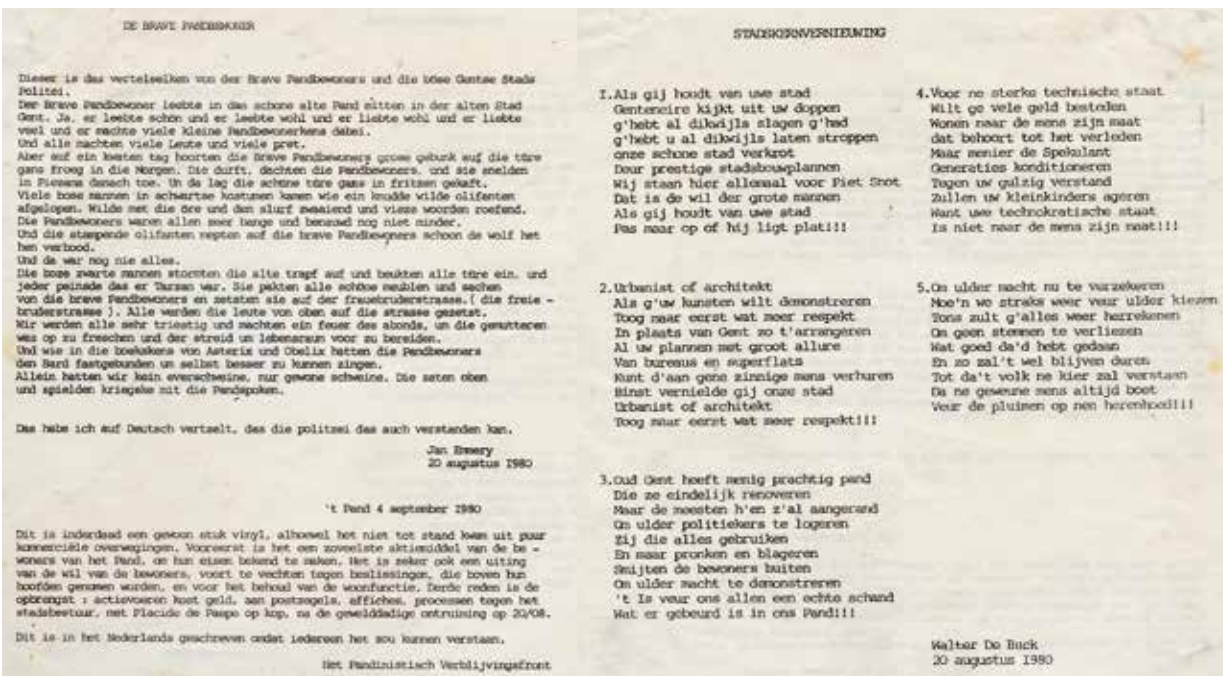 DE BRAVE PANDBEWONER
Dieser is das vertelselken von der Brave Pandbewoners und die böse Gentse Stads
Politei.
Der Brave Pandbewoner leebte in das schone alte Pand mitten in der alten Stad
Gent. Ja, er leebte schön und er leebte wohl und er liebte wohl und er liebte
veel und er machte viele kleine Pandbewonerkens dabei.
Und alle machten viele Leute und viele pret.
Aber auf ein kwaten tag hoorten die Brave Pandbewoners grose gebunk auf die türe
gans froeg in die Morgen. Die durft, dachten die Pandbewoners, und sie snelden
in Piemama danach toe. Un da lag die schöne türe gans in fritzen gekaft.
Viele bose mannen in schwartse kostumen kamen wie ein kudde wilde olifanten
afgelopen. Wilde met die öre und den slurf zwaaiend und vieze woorden roefend.
Die Pandbewoners waren allen seer bange und benauwd nog niet minder.
Und die stampende olifanten mepten auf die brave Pandbewoners schoon de wolf het
hen verbood.
Und da war nog nie alles.
Die boze zwarte mannen stormten die alte trapf auf und beukten alle türe ein, und
jeder peinsde das er Tarzan war. Sie pakten alle schöne meublen und sachen
von die brave Pandbewoners en zetsten sie auf der frauebruderstrasse.( die freie -
bruderstrasse ). Alle werden die leute von oben auf die strasse gezetst.
Wir werden alle sehr triestig und machten ein feuer des abonds, um die gemutteren
was op zu freschen und der streid um lebensraum voor zu bereiden.
Und wie in die boekskens von Asterix und Obelix hatten die Pandbewoners
den Bard fastgebunden um selbst besser zu kunnen zingen.
Allein hatten wir kein everschweine, nur gewone schweine. Die saten oben
und spielden kriegske mit die Pandspoken.
Das habe ich auf Deutsch vertzelt, das die politzei das auch verstanden kan.
Jan Emmery
20 augustus 1980
't Pand 4 september 1980
Dit is inderdaad een gewoon stuk vinyl, alhoewel het niet tot stand kwam uit puur
kommerciële overwegingen. Vooreerst is het een zoveelste aktiemiddel van de be -
woners van het Pand, om hun eisen bekend te maken. Het is zeker ook een uiting
van de wil van de bewoners, voort te vechten tegen beslissingen, die boven hun
hoofden genomen worden, en voor het behoud van de woonfunctie. Derde reden is de
opbrengst : actievoeren kost geld, aan postzegels, affiches, processen tegen het
stadsbestuur, met Placide de Paepe op kop, na de gewelddadige ontruiming op 20/08.
Dit is in het Nederlands geschreven omdat iedereen het zou kunnen verstaan.
Het Pandinistisch Verblijvingsfront
STADSKERNVERNIEUWING
I.Als gij houdt van uwe stad
Genteneire kijkt uit uw doppen
g'hebt al dikwijls slagen g'had
g'hebt u al dikwijls laten stroppen
onze schone stad verkrot
Deur prestige stadsbouwplannen
Wij staan hier allemaal voor Piet Snot
Dat is de wil der grote mannen
Als gij houdt van uwe stad
Pas maar op of hij ligt plat!!!
2.Urbanist of architekt
Als g'uw kunsten wilt demonstreren
Toog maar eerst wat meer respekt
In plaats van Gent zo t'arrangeren
Al uw plannen met groot allure
Van bureaus en superflats
Kunt d'aan gene zinnige mens verhuren
Binst vernielde gij onze stad
Urbanist of architekt
Toog maar eerst wat meer respekt!!!
3.Oud Gent heeft menig prachtig pand
Die ze eindelijk renoveren
Maar de meesten h'en z'al aangerand
Om ulder politiekers te logeren
Zij die alles gebruiken
En maar pronken en blageren
Smijten de bewoners buiten
Om ulder macht te demonstreren
't Is veur ons allen een echte schand
Wat er gebeurd is in ons Pand!!!
4.Voor ne sterke technische staat
Wilt ge vele geld besteden
Wonen naar de mens zijn maat
dat behoort tot het verleden
Maar menier de Spekulant
Generaties konditioneren
Tegen uw gulzig verstand
Zullen uw kleinkinders ageren
Want uwe technokratische staat
Is niet naar de mens zijn maat!!!
5.Om ulder macht nu te verzekeren
Moe'n we straks weer veur ulder kiezen
Tons zult g'alles weer herrekenen
Om geen stemmen te verliezen
Wat goed da'd hebt gedaan
En zo zal't wel blijven duren
Tot da't volk ne kier zal verstaan
Da ne gewone mens altijd boet
Veur de pluimen op nen herenhoed!!!
Walter De Buck
20 augustus 1980